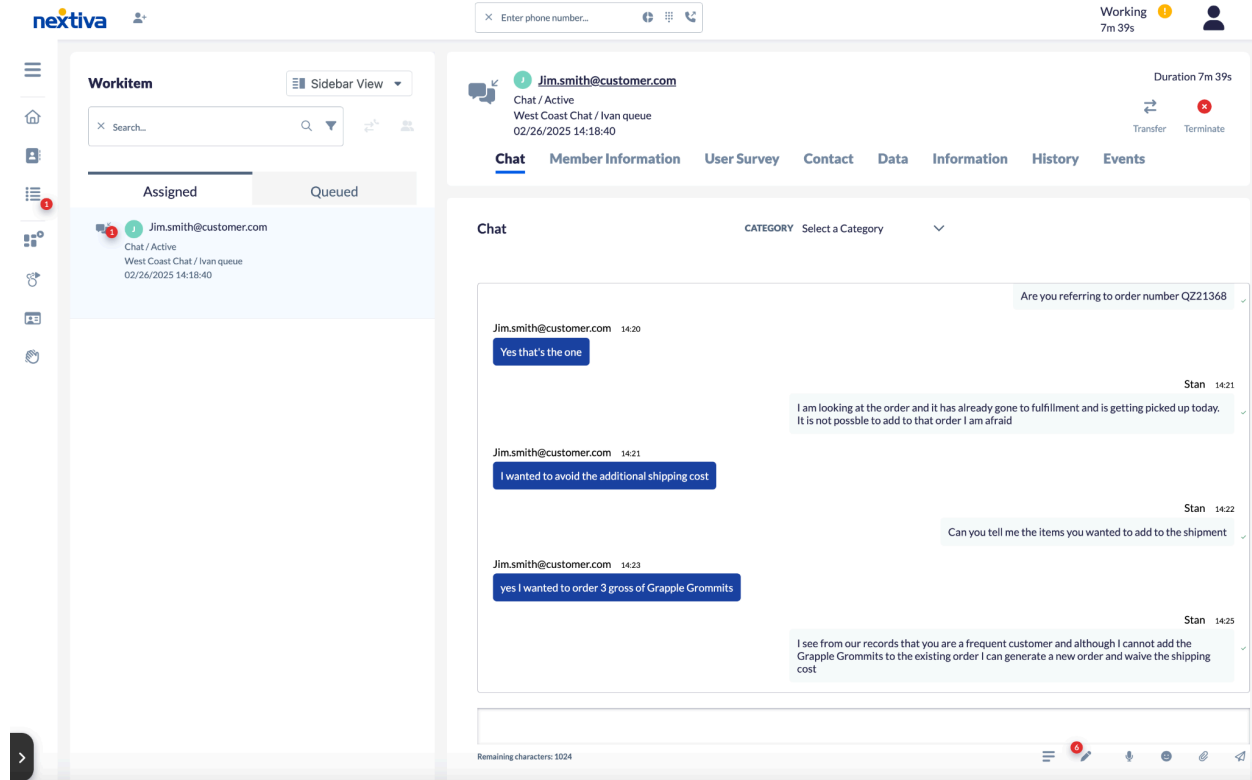 nextiva
Enter phone number...
Working
7m 39s
Workitem
Sidebar View
Search...
Assigned
Queued
1
1
J
Jim.smith@customer.com
Chat / Active
West Coast Chat / Ivan queue
02/26/2025 14:18:40
J
Jim.smith@customer.com
Chat / Active
West Coast Chat / Ivan queue
02/26/2025 14:18:40
Duration 7m 39s
Transfer
Terminate
Chat
Member Information
User Survey
Contact
Data
Information
History
Events
Chat
CATEGORY Select a Category
Are you referring to order number QZ21368
Jim.smith@customer.com 14:20
Yes that's the one
Stan 14:21
I am looking at the order and it has already gone to fulfillment and is getting picked up today.
It is not possble to add to that order I am afraid
Jim.smith@customer.com 14:21
I wanted to avoid the additional shipping cost
Stan 14:22
Can you tell me the items you wanted to add to the shipment
Jim.smith@customer.com 14:23
yes I wanted to order 3 gross of Grapple Grommits
Stan 14:25
I see from our records that you are a frequent customer and although I cannot add the
Grapple Grommits to the existing order I can generate a new order and waive the shipping
cost
Remaining characters: 1024
6